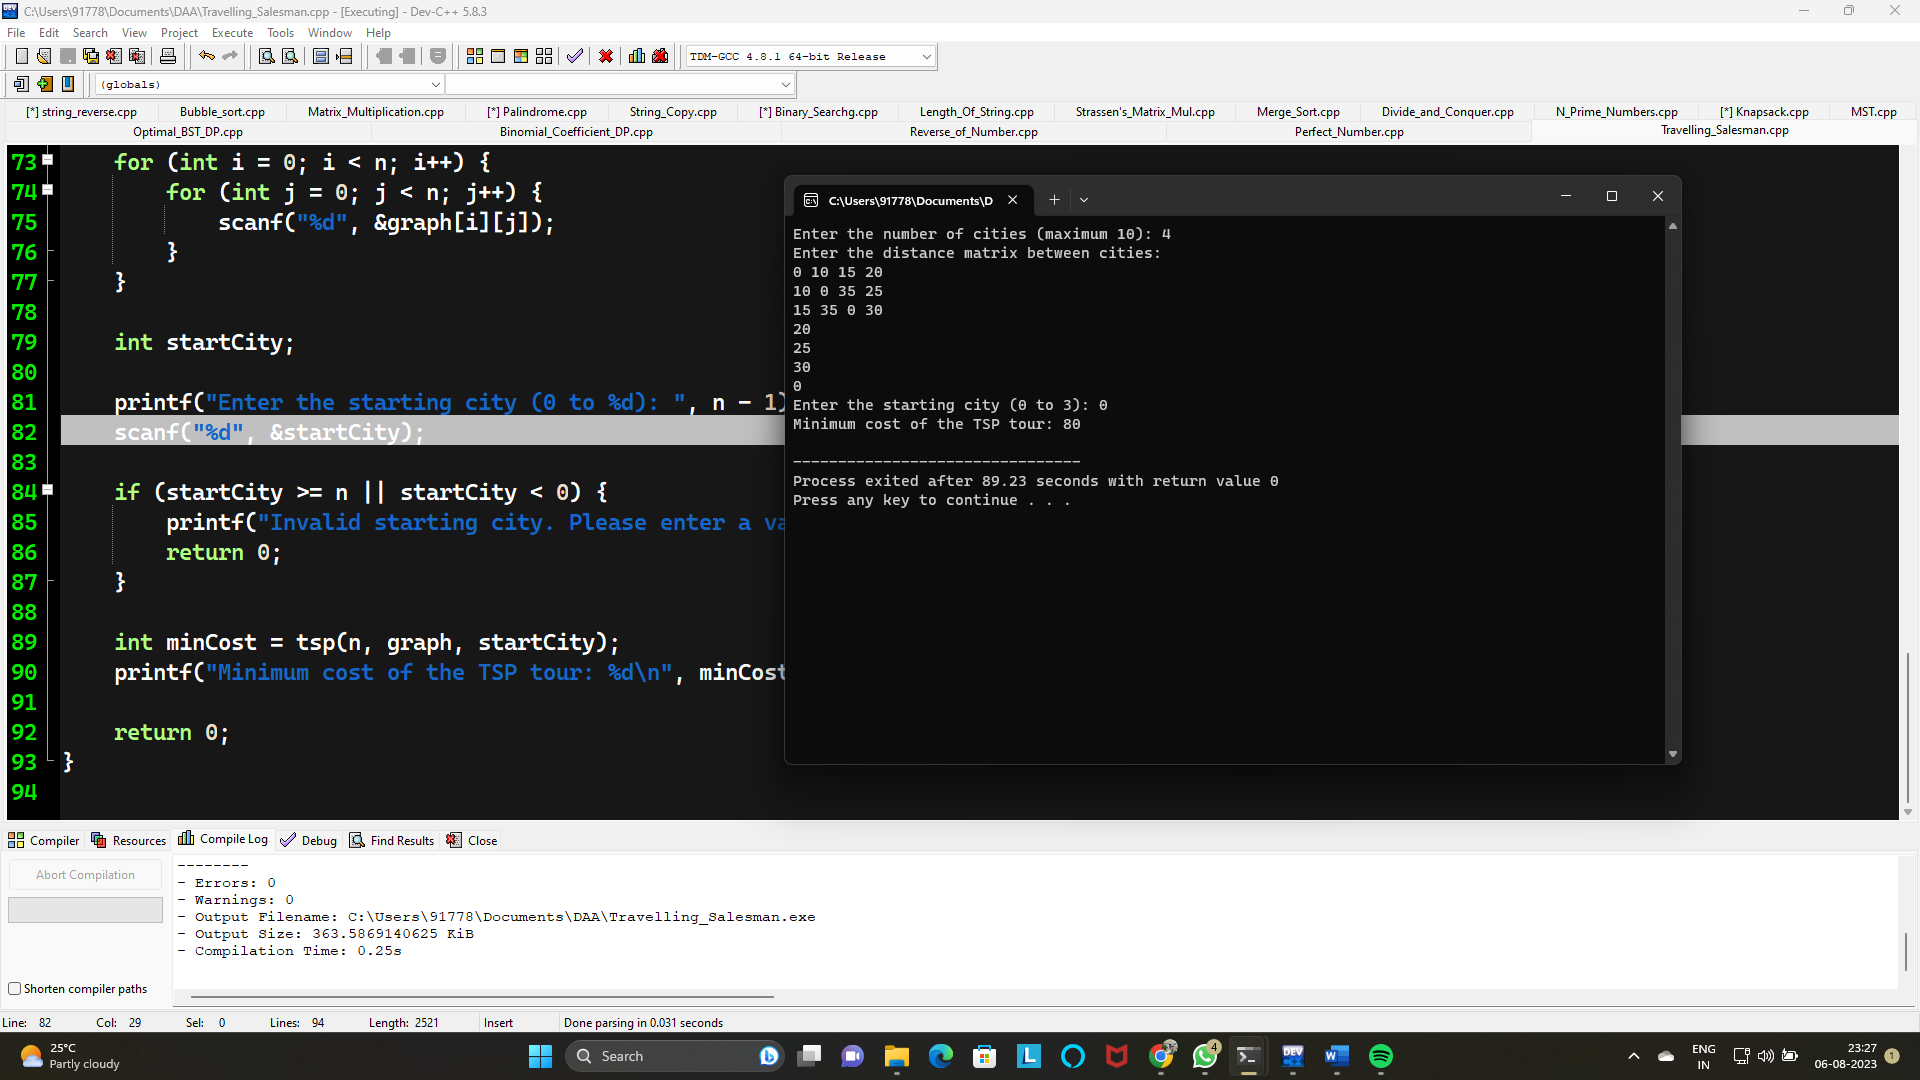 C:\Users\91778\Documents\DAA\Travelling_Salesman.cpp - [Executing] - Dev-C++ 5.8.3
File Edit Search View Project Execute Tools Window Help
TDM-GCC 4.8.1 64-bit Release
(globals)
[*] string_reverse.cpp Bubble_sort.cpp Matrix_Multiplication.cpp [*] Palindrome.cpp String_Copy.cpp [*] Binary_Searchg.cpp Length_Of_String.cpp Strassen's_Matrix_Mul.cpp Merge_Sort.cpp Divide_and_Conquer.cpp N_Prime_Numbers.cpp [*] Knapsack.cpp MST.cpp
Optimal_BST_DP.cpp Binomial_Coefficient_DP.cpp Reverse_of_Number.cpp Perfect_Number.cpp Travelling_Salesman.cpp
73 for (int i = 0; i < n; i++) {
74 for (int j = 0; j < n; j++) {
75 scanf("%d", &graph[i][j]);
76 }
77 }
78
79 int startCity;
80
81 printf("Enter the starting city (0 to %d): ", n - 1)
82 scanf("%d", &startCity);
83
84 if (startCity >= n || startCity < 0) {
85 printf("Invalid starting city. Please enter a va
86 return 0;
87 }
88
89 int minCost = tsp(n, graph, startCity);
90 printf("Minimum cost of the TSP tour: %d\n", minCost
91
92 return 0;
93 }
94
C:\Users\91778\Documents\D
Enter the number of cities (maximum 10): 4
Enter the distance matrix between cities:
0 10 15 20
10 0 35 25
15 35 0 30
20
25
30
0
Enter the starting city (0 to 3): 0
Minimum cost of the TSP tour: 80
--------------------------------
Process exited after 89.23 seconds with return value 0
Press any key to continue . . .
Compiler Resources Compile Log Debug Find Results Close
Abort Compilation
Shorten compiler paths
--------
- Errors: 0
- Warnings: 0
- Output Filename: C:\Users\91778\Documents\DAA\Travelling_Salesman.exe
- Output Size: 363.5869140625 KiB
- Compilation Time: 0.25s
Line: 82 Col: 29 Sel: 0 Lines: 94 Length: 2521 Insert Done parsing in 0.031 seconds
25°C
Partly cloudy
Search
L
4
DEV
W
ENG
IN
23:27
06-08-2023
1